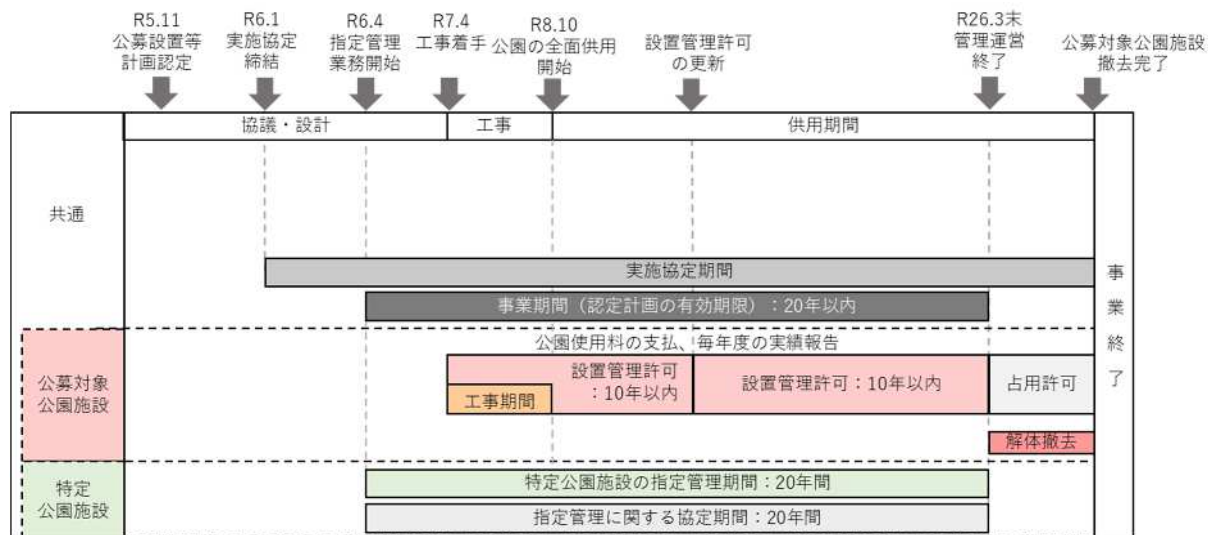 R5.11
公募設置等
計画認定
R6.1
実施協定
締結
R6.4
指定管理
業務開始
R7.4
工事着手
R8.10
公園の全面供用
開始
設置管理許可
の更新
R26.3末
管理運営
終了
公募対象公園施設
撤去完了
協議・設計
工事
供用期間
共通
実施協定期間
事業期間（認定計画の有効期限）：20年以内
事業終了
公募対象
公園施設
公園使用料の支払、毎年度の実績報告
設置管理許可
：10年以内
工事期間
設置管理許可：10年以内
占用許可
解体撤去
特定
公園施設
特定公園施設の指定管理期間：20年間
指定管理に関する協定期間：20年間